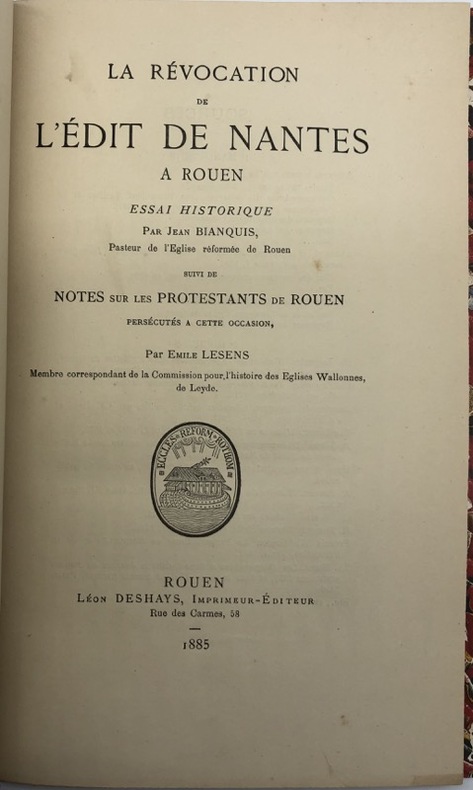 LA RÉVOCATION
DE
L'ÉDIT DE NANTES
A ROUEN
ESSAI HISTORIQUE
PAR JEAN BIANQUIS,
Pasteur de l'Eglise réformée de Rouen
SUIVI DE
NOTES SUR LES PROTESTANTS DE ROUEN
PERSÉCUTÉS A CETTE OCCASION,
Par EMILE LESENS
Membre correspondant de la Commission pour l'histoire des Eglises Wallonnes,
de Leyde.
ECCLES REFORM ROTHOM
ROUEN
LÉON DESHAYS, IMPRIMEUR-ÉDITEUR
Rue des Carmes, 58
1885